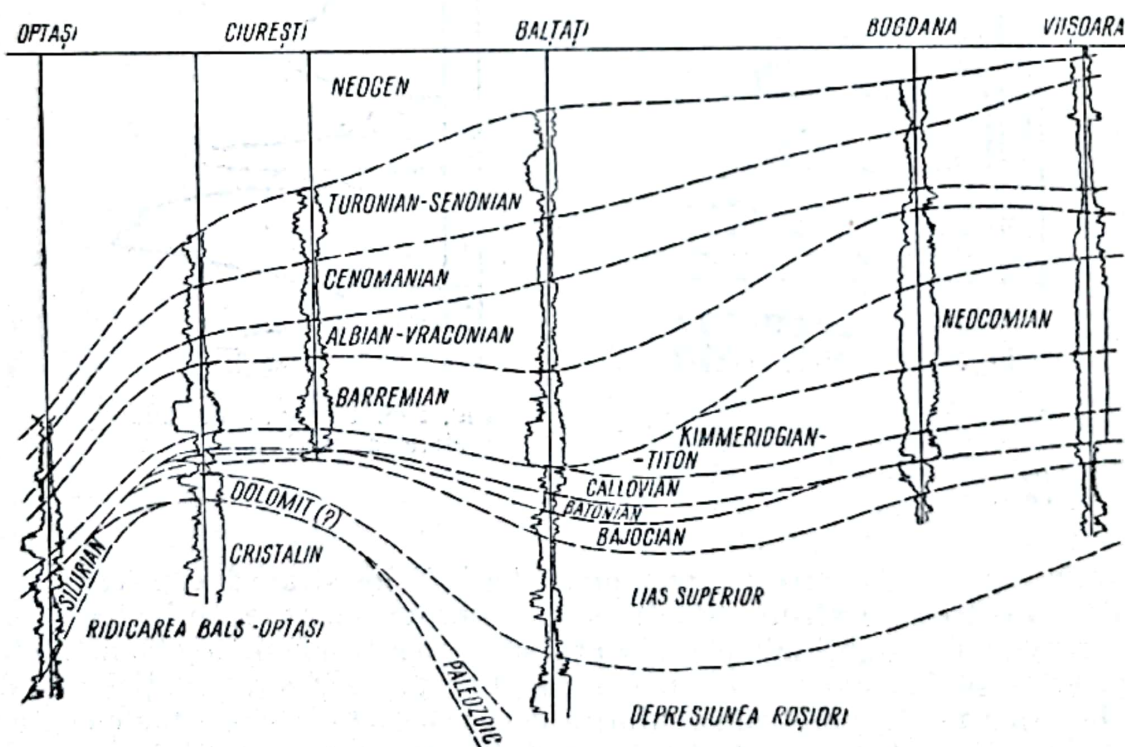 OPTAȘI CIUREȘTI BALTAȚI BOGDANA VIISOARA
NEOGEN
TURONIAN-SENONIAN
CENOMANIAN
ALBIAN-VRACONIAN
NEOCOMIAN
BARREMIAN
KIMMERIDGIAN-
-TITON
CALLOVIAN
DOLOMIT (?)
BATONIAN
BAJOCIAN
CRISTALIN
SILURIAN
LIAS SUPERIOR
RIDICAREA BALȘ-OPTAȘI
PALEOZOIC
DEPRESIUNEA ROȘIORI